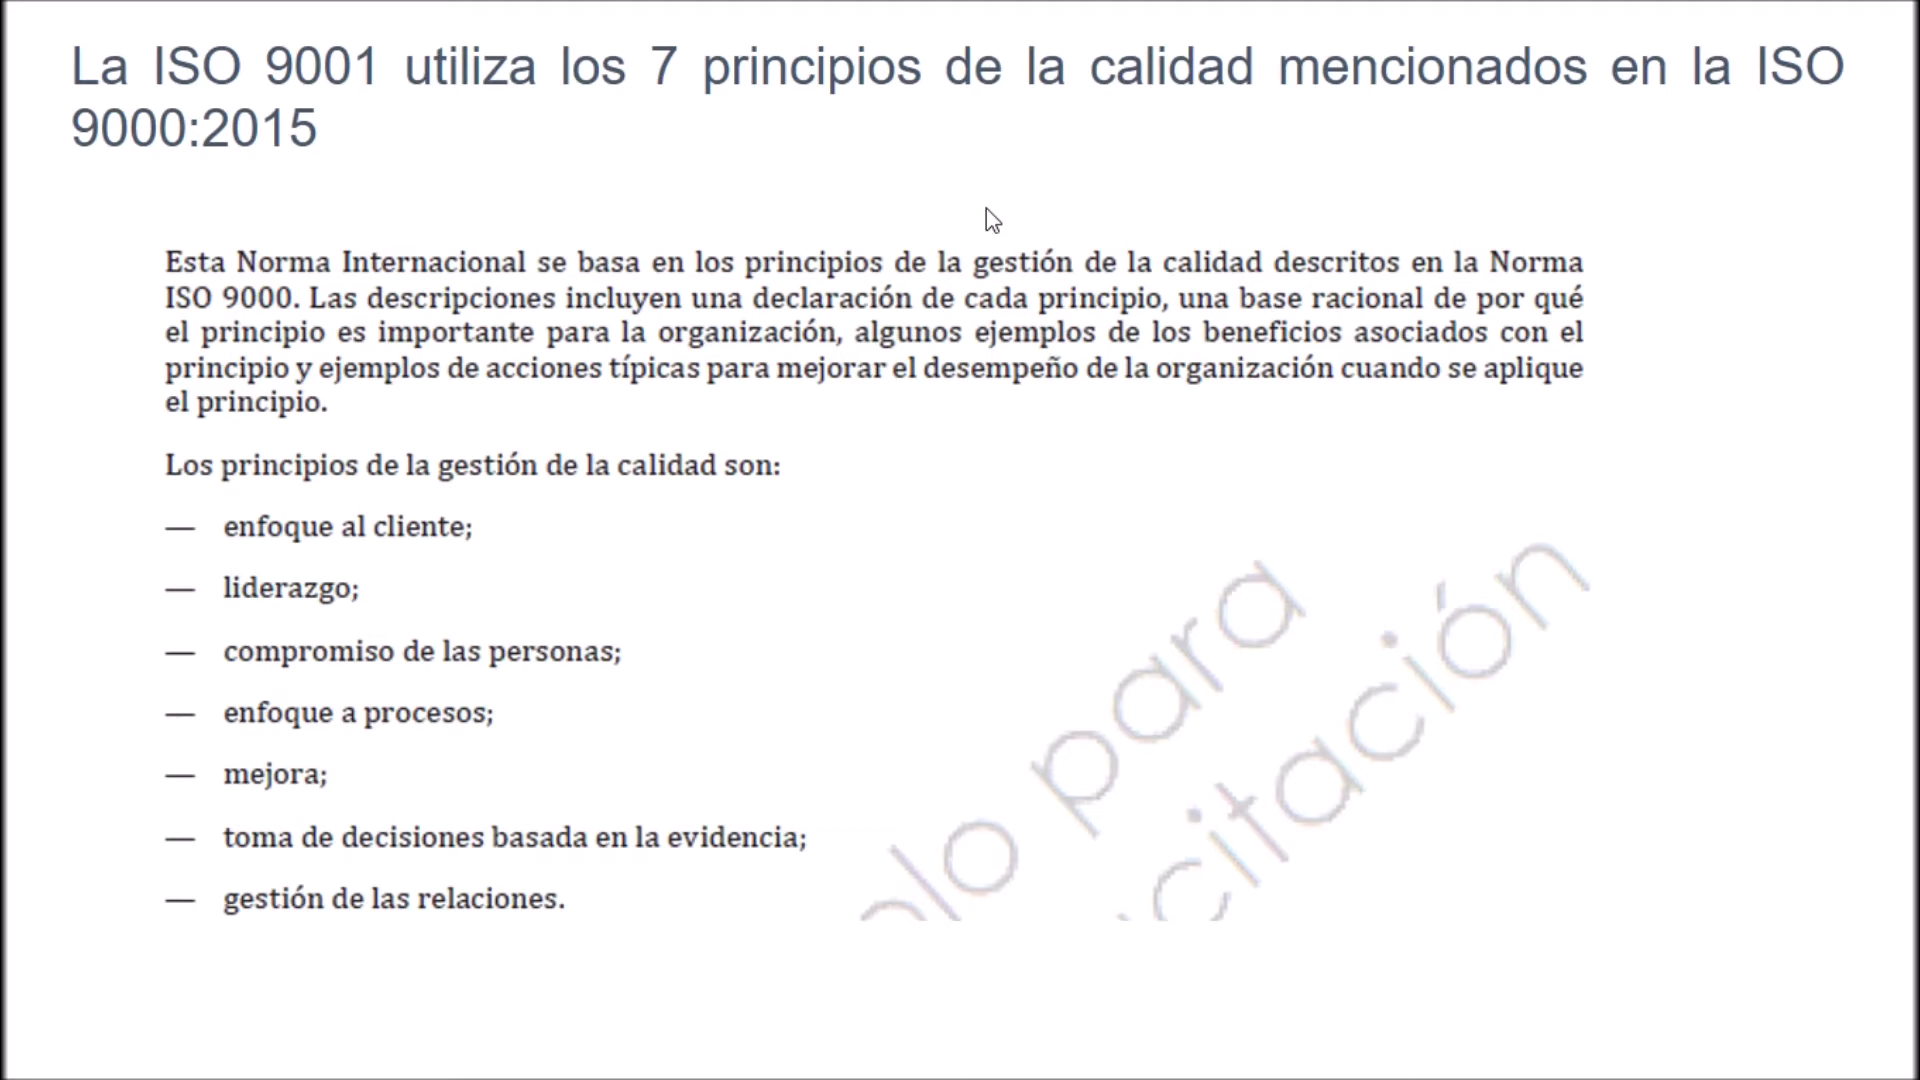 La ISO 9001 utiliza los 7 principios de la calidad mencionados en la ISO
9000:2015
Esta Norma Internacional se basa en los principios de la gestión de la calidad descritos en la Norma
ISO 9000. Las descripciones incluyen una declaración de cada principio, una base racional de por qué
el principio es importante para la organización, algunos ejemplos de los beneficios asociados con el
principio y ejemplos de acciones típicas para mejorar el desempeño de la organización cuando se aplique
el principio.
Los principios de la gestión de la calidad son:
— enfoque al cliente;
— liderazgo;
— compromiso de las personas;
— enfoque a procesos;
— mejora;
— toma de decisiones basada en la evidencia;
— gestión de las relaciones.
para